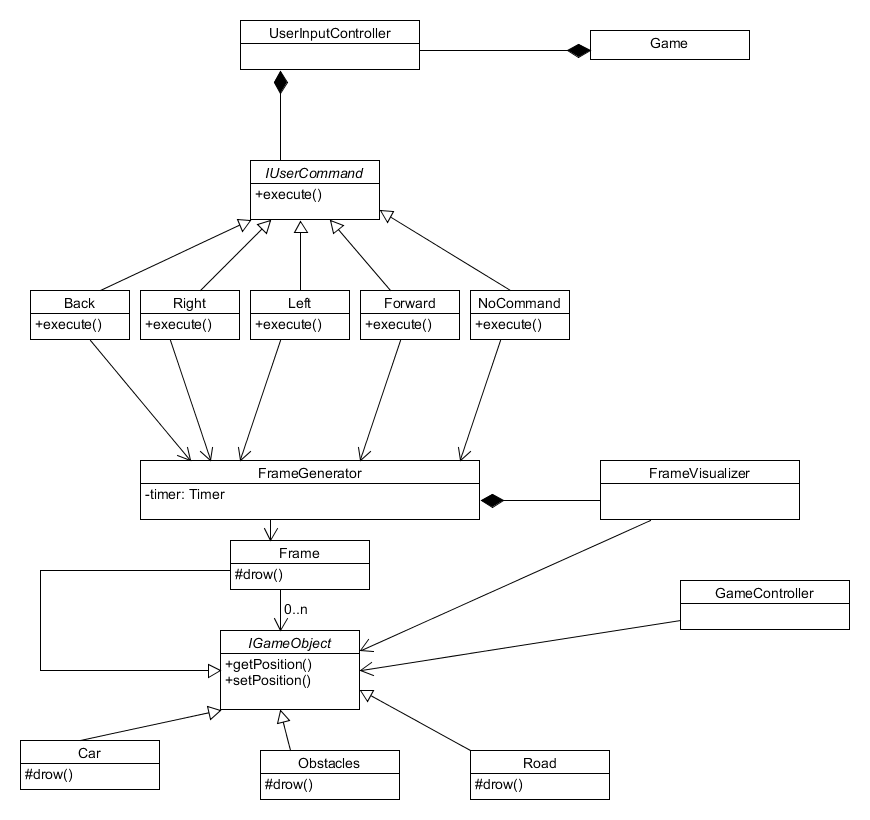 UserInputController
Game
IUserCommand
+execute()
Back
+execute()
Right
+execute()
Left
+execute()
Forward
+execute()
NoCommand
+execute()
FrameGenerator
-timer: Timer
FrameVisualizer
Frame
#drow()
GameController
0..n
IGameObject
+getPosition()
+setPosition()
Car
#drow()
Obstacles
#drow()
Road
#drow()